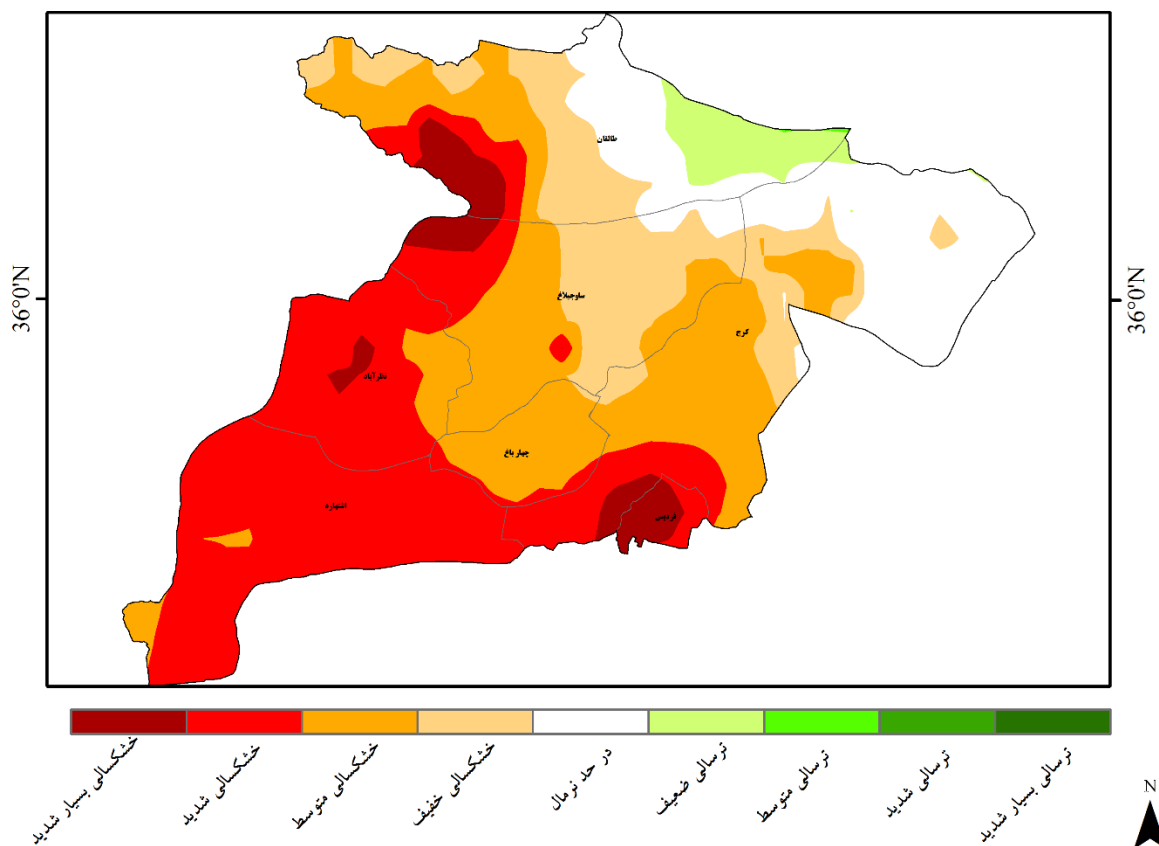 طالقان
36°0'N
36°0'N
ساوجبلاغ
کرج
نظرآباد
چهارباغ
اشتهارد
فردیس
خشکسالی بسیار شدید
خشکسالی شدید
خشکسالی متوسط
خشکسالی خفیف
در حد نرمال
ترسالی ضعیف
ترسالی متوسط
ترسالی شدید
ترسالی بسیار شدید
N